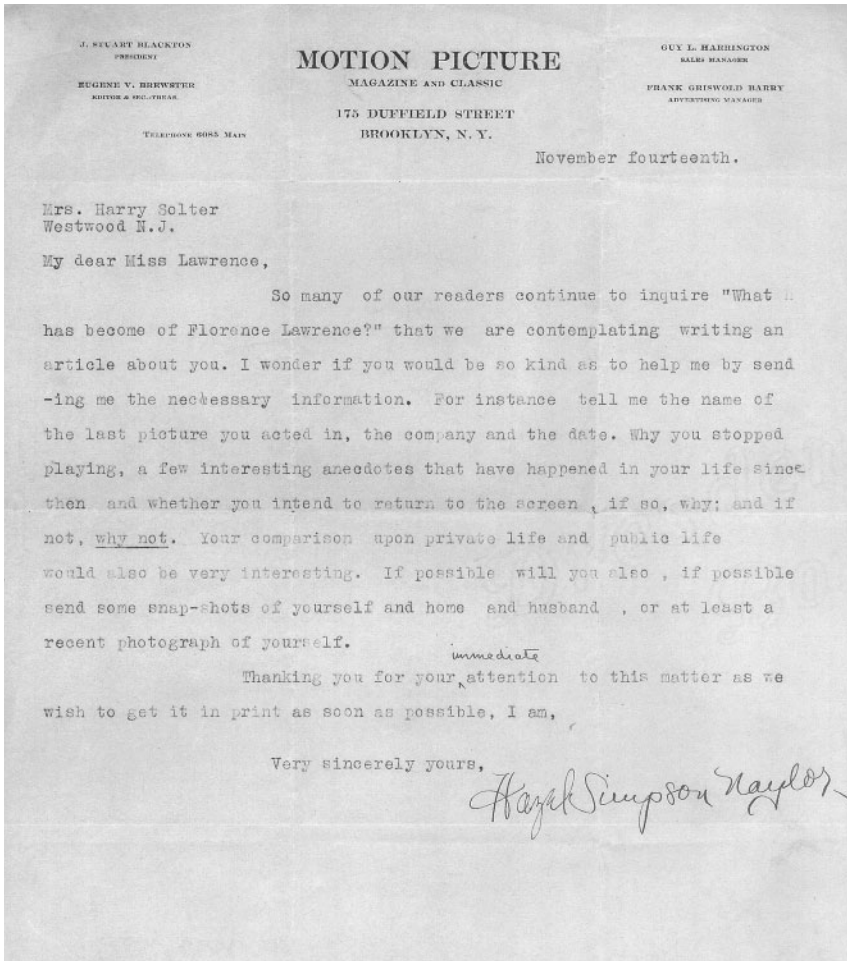 J. STUART BLACKTON
PRESIDENT
EUGENE V. BREWSTER
EDITOR & SEC.-TREAS.
TELEPHONE 6085 MAIN
MOTION PICTURE
MAGAZINE AND CLASSIC
175 DUFFIELD STREET
BROOKLYN, N. Y.
GUY L. HARRINGTON
SALES MANAGER
FRANK GRISWOLD BARRY
ADVERTISING MANAGER
November fourteenth.
Mrs. Harry Solter
Westwood N.J.
My dear Miss Lawrence,
So many of our readers continue to inquire "What
has become of Florence Lawrence?" that we are contemplating writing an
article about you. I wonder if you would be so kind as to help me by send
-ing me the necessary information. For instance tell me the name of
the last picture you acted in, the company and the date. Why you stopped
playing, a few interesting anecdotes that have happened in your life since
then and whether you intend to return to the screen , if so, why; and if
not, why not. Your comparison upon private life and public life
would also be very interesting. If possible will you also , if possible
send some snap-shots of yourself and home and husband , or at least a
recent photograph of yourself.
immediate
Thanking you for your attention to this matter as we
wish to get it in print as soon as possible, I am,
Very sincerely yours,
Hazel Simpson Naylor